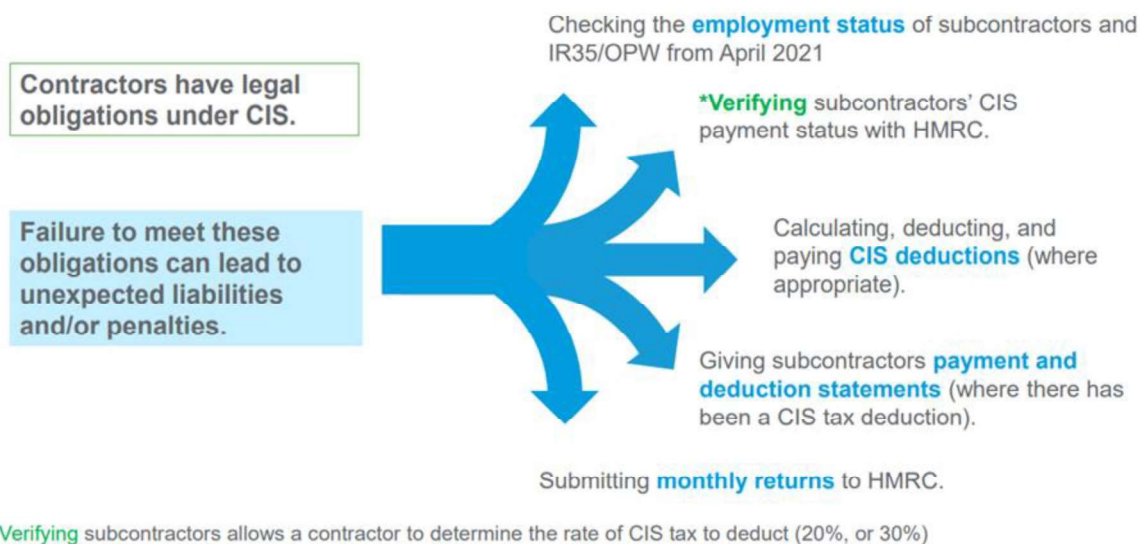 Checking the employment status of subcontractors and
IR35/OPW from April 2021
Contractors have legal
obligations under CIS.
*Verifying subcontractors' CIS
payment status with HMRC.
Failure to meet these
obligations can lead to
unexpected liabilities
and/or penalties.
Calculating, deducting, and
paying CIS deductions (where
appropriate).
Giving subcontractors payment and
deduction statements (where there has
been a CIS tax deduction).
Submitting monthly returns to HMRC.
Verifying subcontractors allows a contractor to determine the rate of CIS tax to deduct (20%, or 30%)